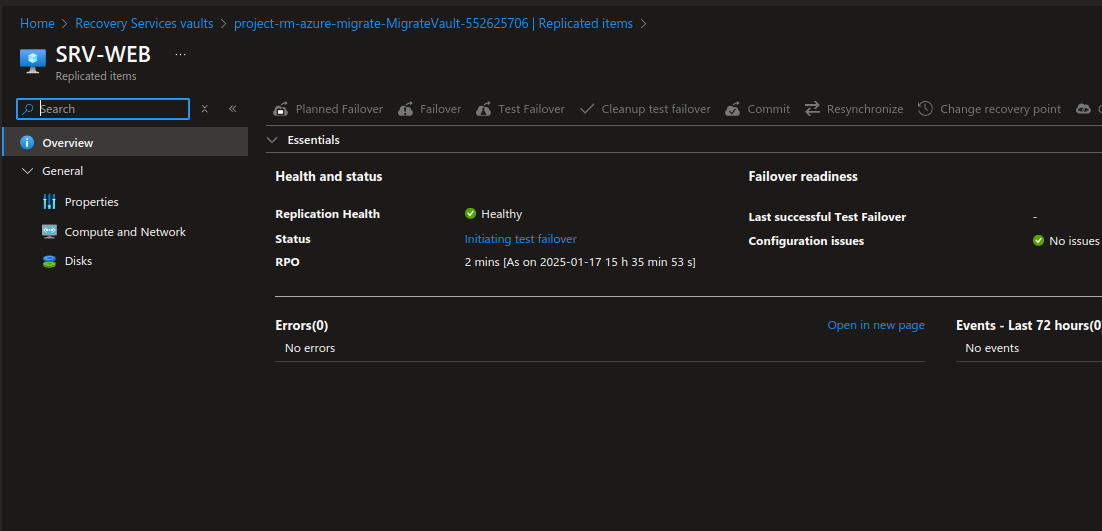 Home > Recovery Services vaults > project-rm-azure-migrate-MigrateVault-552625706 | Replicated items >
SRV-WEB ...
Replicated items
Search
Planned Failover Failover Test Failover Cleanup test failover Commit Resynchronize Change recovery point
Overview
General
Properties
Compute and Network
Disks
Essentials
Health and status
Replication Health Healthy
Status Initiating test failover
RPO 2 mins [As on 2025-01-17 15 h 35 min 53 s]
Failover readiness
Last successful Test Failover -
Configuration issues No issues
Errors(0) Open in new page
No errors
Events - Last 72 hours(0
No events